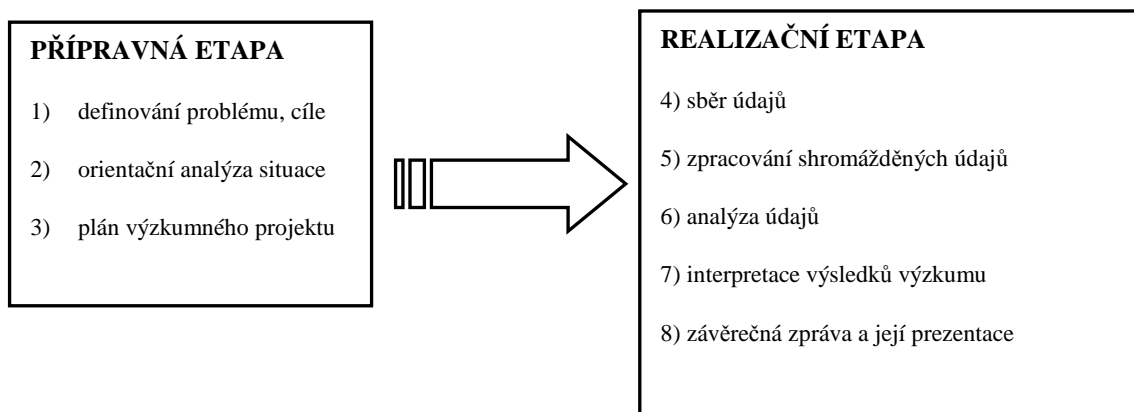 PŘÍPRAVNÁ ETAPA
1) definování problému, cíle
2) orientační analýza situace
3) plán výzkumného projektu
REALIZAČNÍ ETAPA
4) sběr údajů
5) zpracování shromážděných údajů
6) analýza údajů
7) interpretace výsledků výzkumu
8) závěrečná zpráva a její prezentace